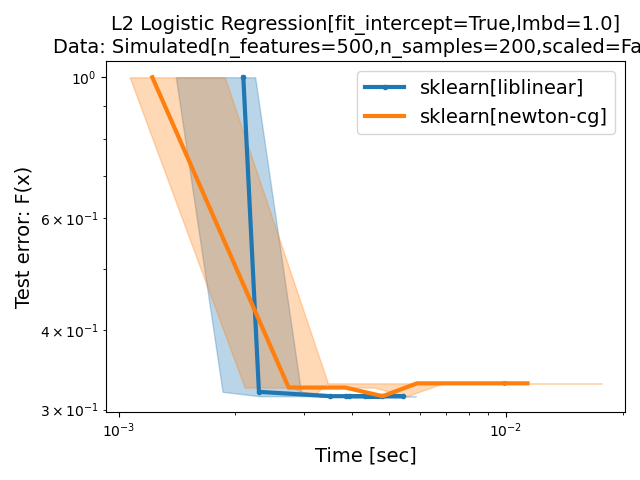 L2 Logistic Regression[fit_intercept=True,lmbd=1.0]
Data: Simulated[n_features=500,n_samples=200,scaled=Fa
sklearn[liblinear]
sklearn[newton-cg]
Test error: F(x)
10⁰
6 × 10⁻¹
4 × 10⁻¹
3 × 10⁻¹
10⁻³
10⁻²
Time [sec]